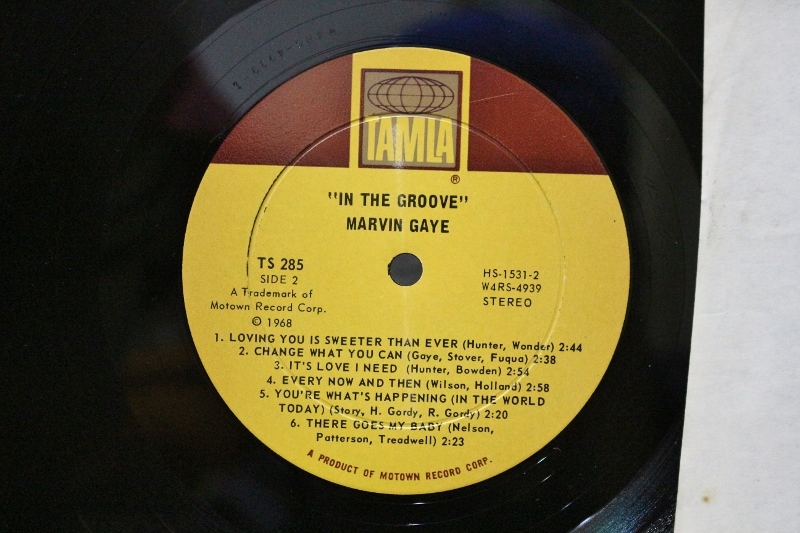 TAMLA
®
"IN THE GROOVE"
MARVIN GAYE
TS 285
SIDE 2
A Trademark of
Motown Record Corp.
© 1968
HS-1531-2
W4RS-4939
STEREO
1. LOVING YOU IS SWEETER THAN EVER (Hunter, Wonder) 2:44
2. CHANGE WHAT YOU CAN (Gaye, Stover, Fuqua) 2:38
3. IT'S LOVE I NEED (Hunter, Bowden) 2:54
4. EVERY NOW AND THEN (Wilson, Holland) 2:58
5. YOU'RE WHAT'S HAPPENING (IN THE WORLD
TODAY) (Story, H. Gordy, R. Gordy) 2:20
6. THERE GOES MY BABY (Nelson,
Patterson, Treadwell) 2:23
A PRODUCT OF MOTOWN RECORD CORP.